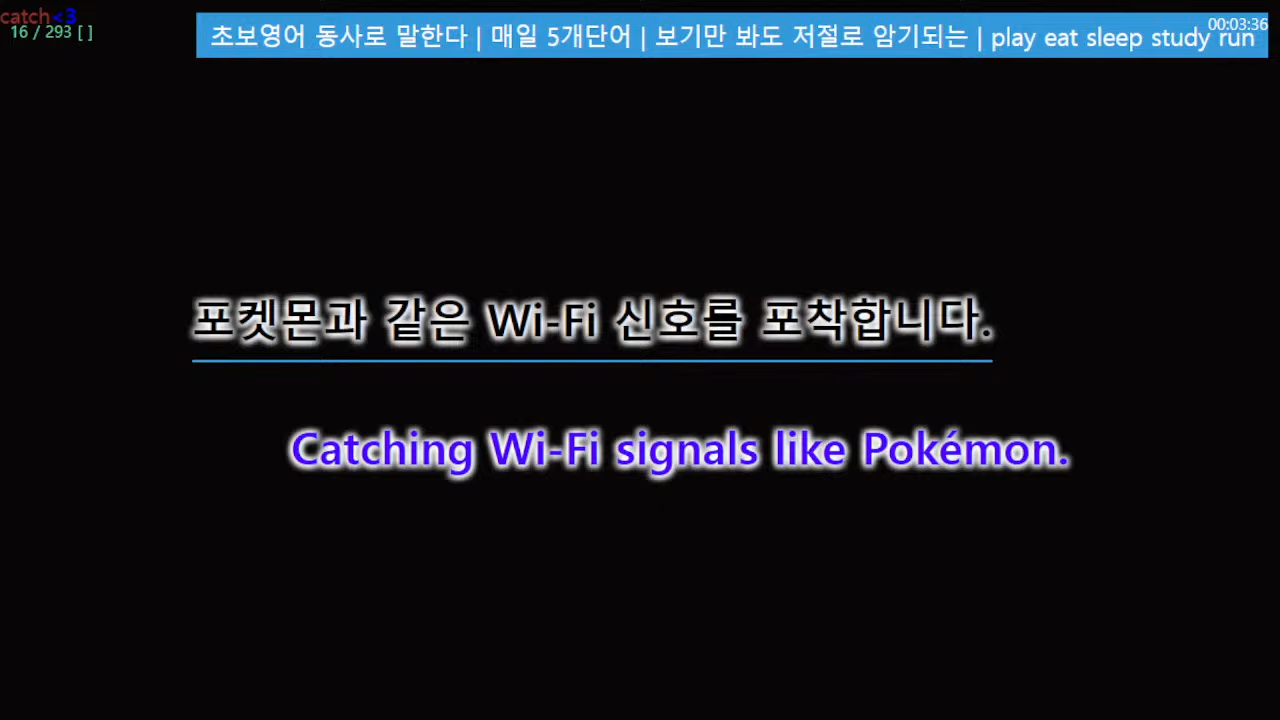 catch<3
16 / 293 [ ]
초보영어 동사로 말한다 | 매일 5개단어 | 보기만 봐도 저절로 암기되는 | play eat sleep study run
00:03:36
포켓몬과 같은 Wi-Fi 신호를 포착합니다.
Catching Wi-Fi signals like Pokémon.